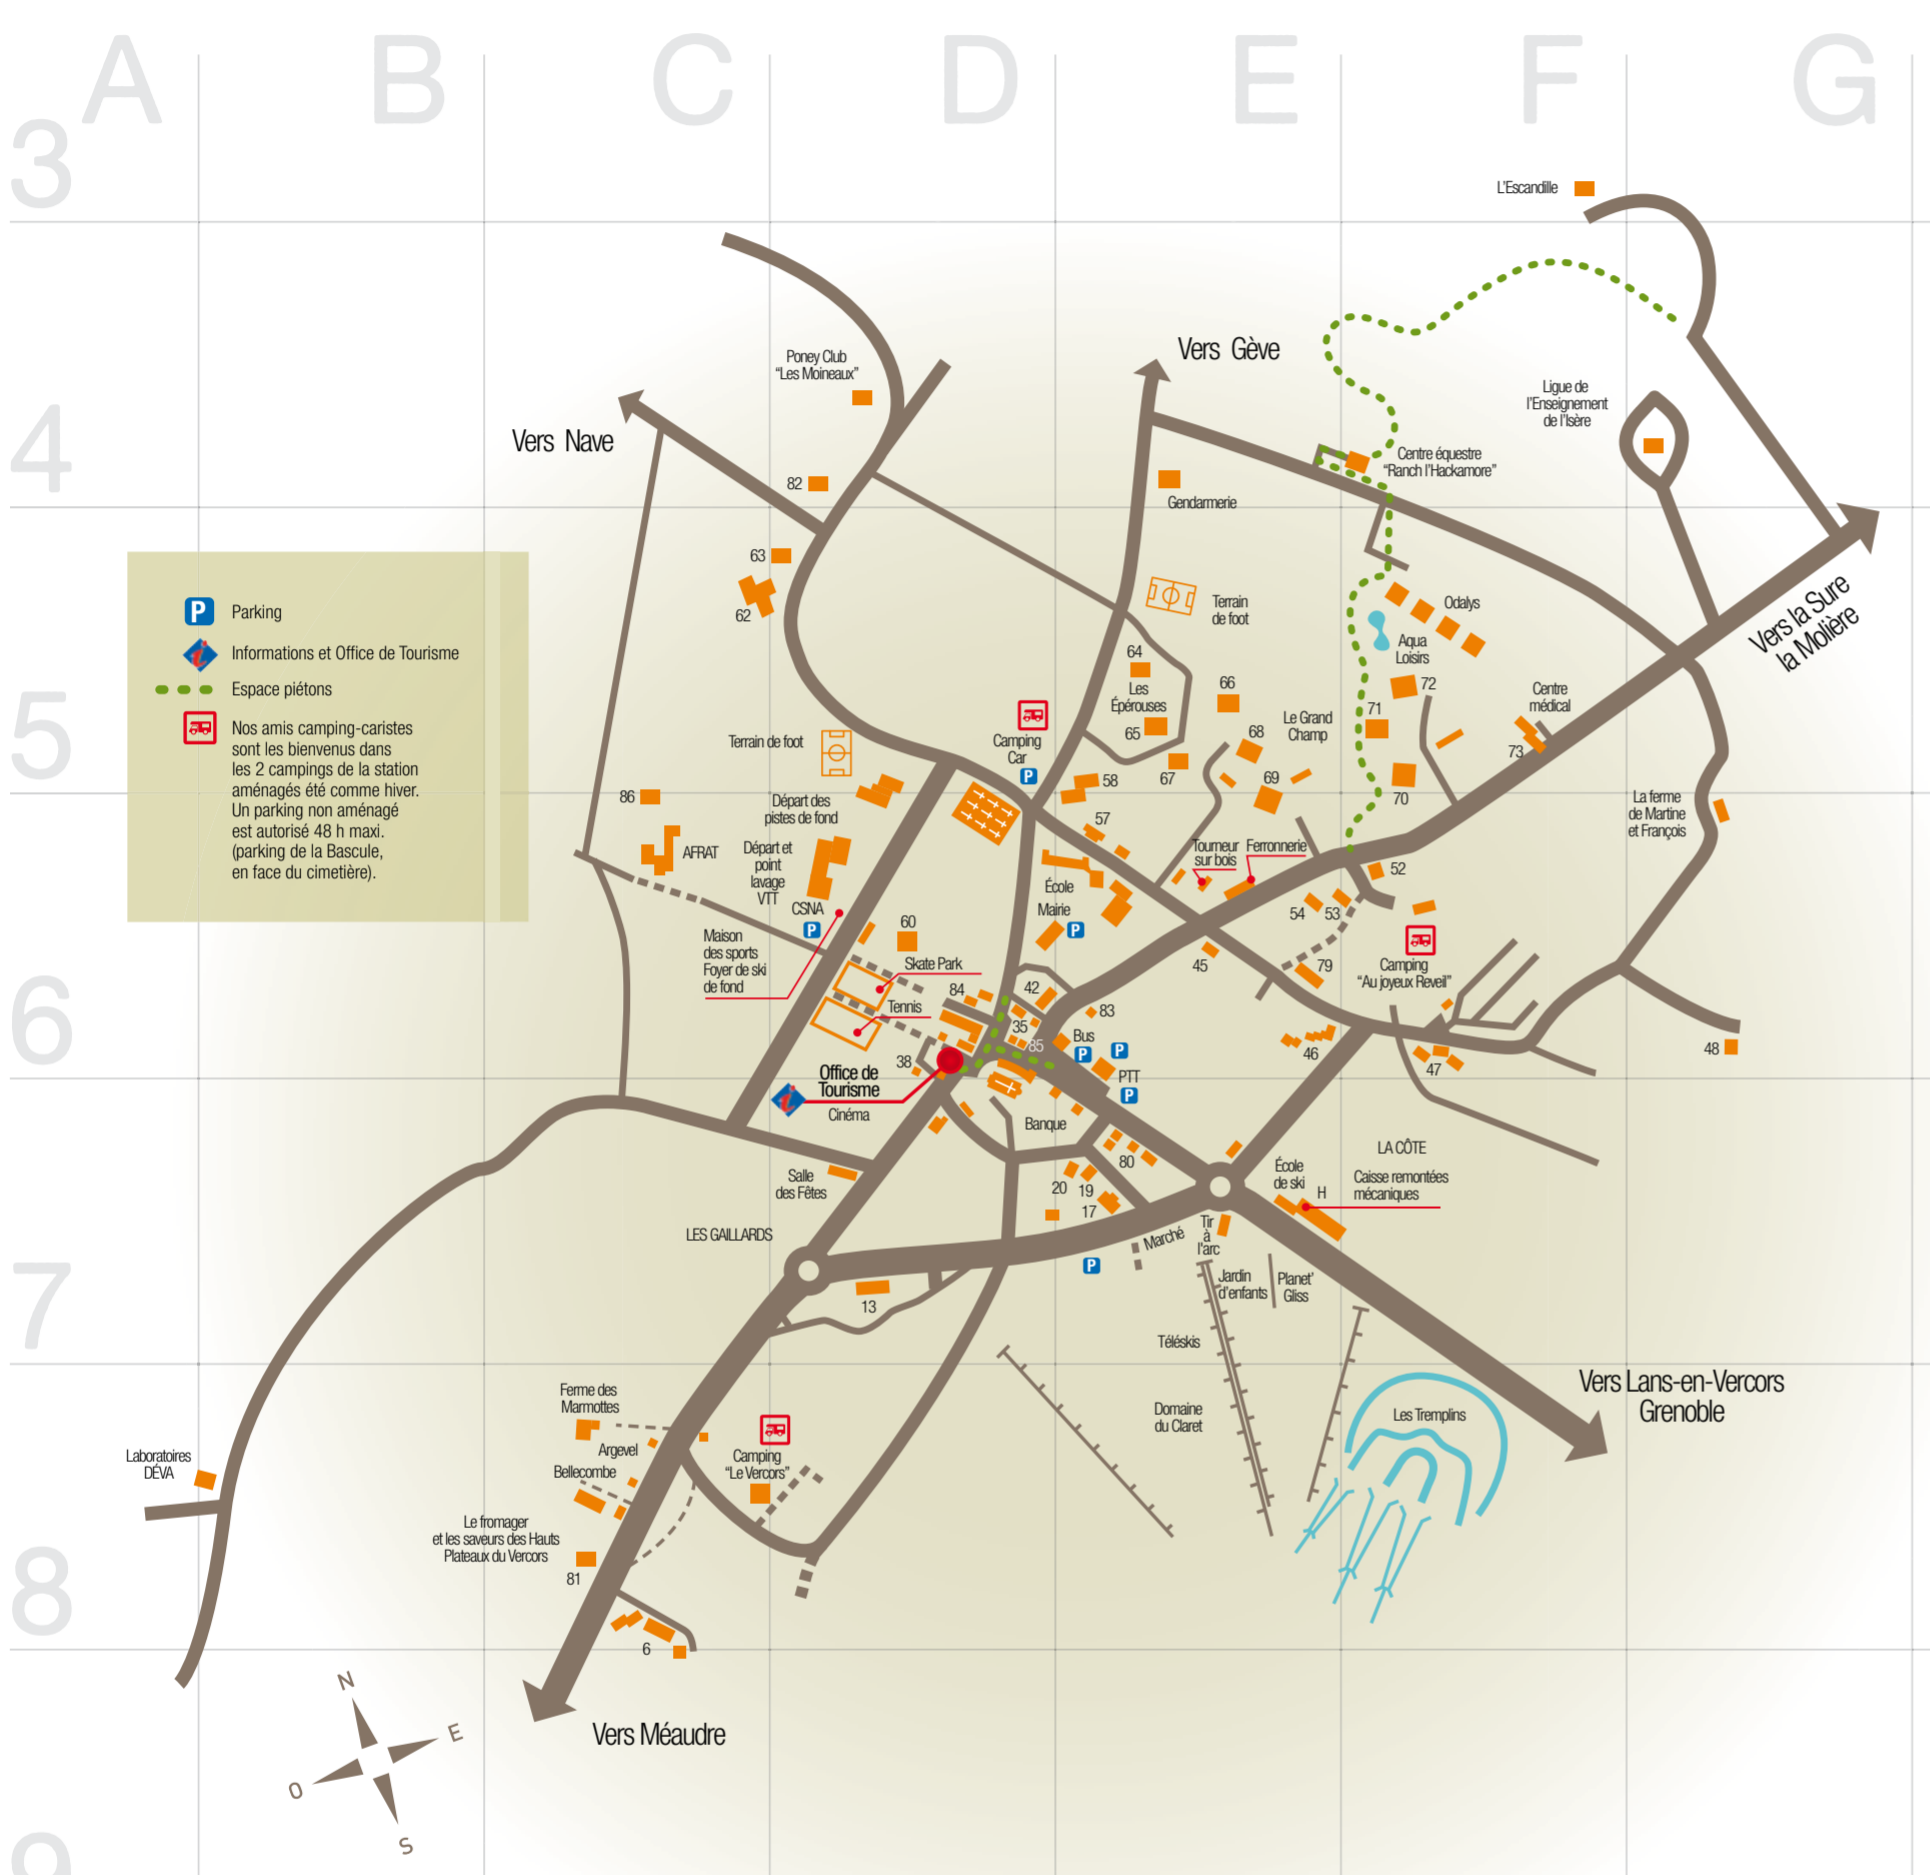 A B C D E F G
3
L'Escandille
4
Vers Gève
Poney Club
"Les Moineaux"
Vers Nave
Ligue de
l'Enseignement
de l'Isère
Centre équestre
"Ranch l'Hackamore"
82
Gendarmerie
5
63
62
Terrain
de foot
Odalys
Aqua
Loisirs
Vers la Sure
la Molière
64
Les
Épérouses
65
66
67
68
Le Grand
Champ
69
71
72
70
Centre
médical
73
P Parking
i Informations et Office de Tourisme
Espace piétons
Nos amis camping-caristes
sont les bienvenus dans
les 2 campings de la station
aménagés été comme hiver.
Un parking non aménagé
est autorisé 48 h maxi.
(parking de la Bascule,
en face du cimetière).
Terrain de foot
Camping
Car
P
58
57
86
AFRAT
Départ des
pistes de fond
Départ et
point
lavage
VTT
CSNA
P
La ferme
de Martine
et François
6
Maison
des sports
Foyer de ski
de fond
60
Skate Park
Tennis
École
Mairie
P
Tourneur
sur bois
Ferronnerie
52
54
53
45
79
Camping
"Au joyeux Reveil"
84
42
35
85
83
Bus
P
P
PTT
P
46
47
48
38
Office de
Tourisme
i
Cinéma
Banque
7
Salle
des Fêtes
LES GAILLARDS
80
20
19
17
École
de ski
H
LA CÔTE
Caisse remontées
mécaniques
Marché
P
Tir
à
l'arc
Jardin
d'enfants
Planet'
Gliss
13
Téléskis
Domaine
du Claret
Les Tremplins
Vers Lans-en-Vercors
Grenoble
8
Ferme des
Marmottes
Argevel
Bellecombe
Camping
"Le Vercors"
Laboratoires
DÉVA
Le fromager
et les saveurs des Hauts
Plateaux du Vercors
81
6
Vers Méaudre
N
E
O
S
9